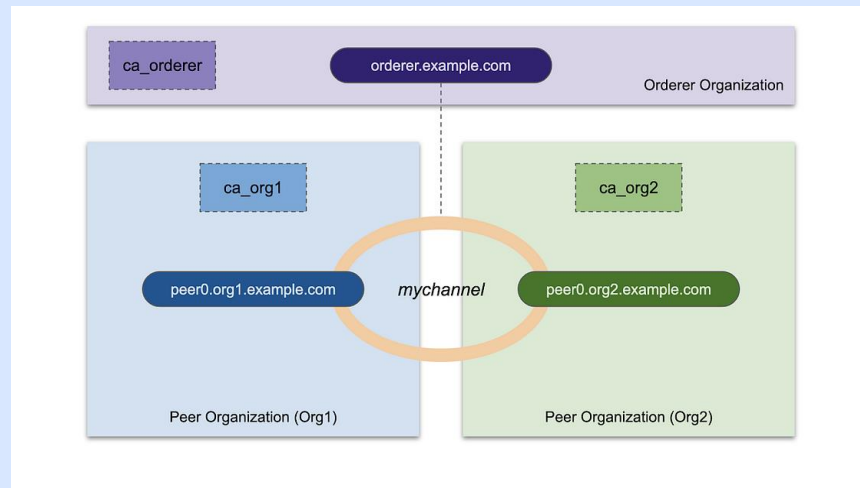 ca_orderer
orderer.example.com
Orderer Organization
ca_org1
ca_org2
peer0.org1.example.com
mychannel
peer0.org2.example.com
Peer Organization (Org1)
Peer Organization (Org2)